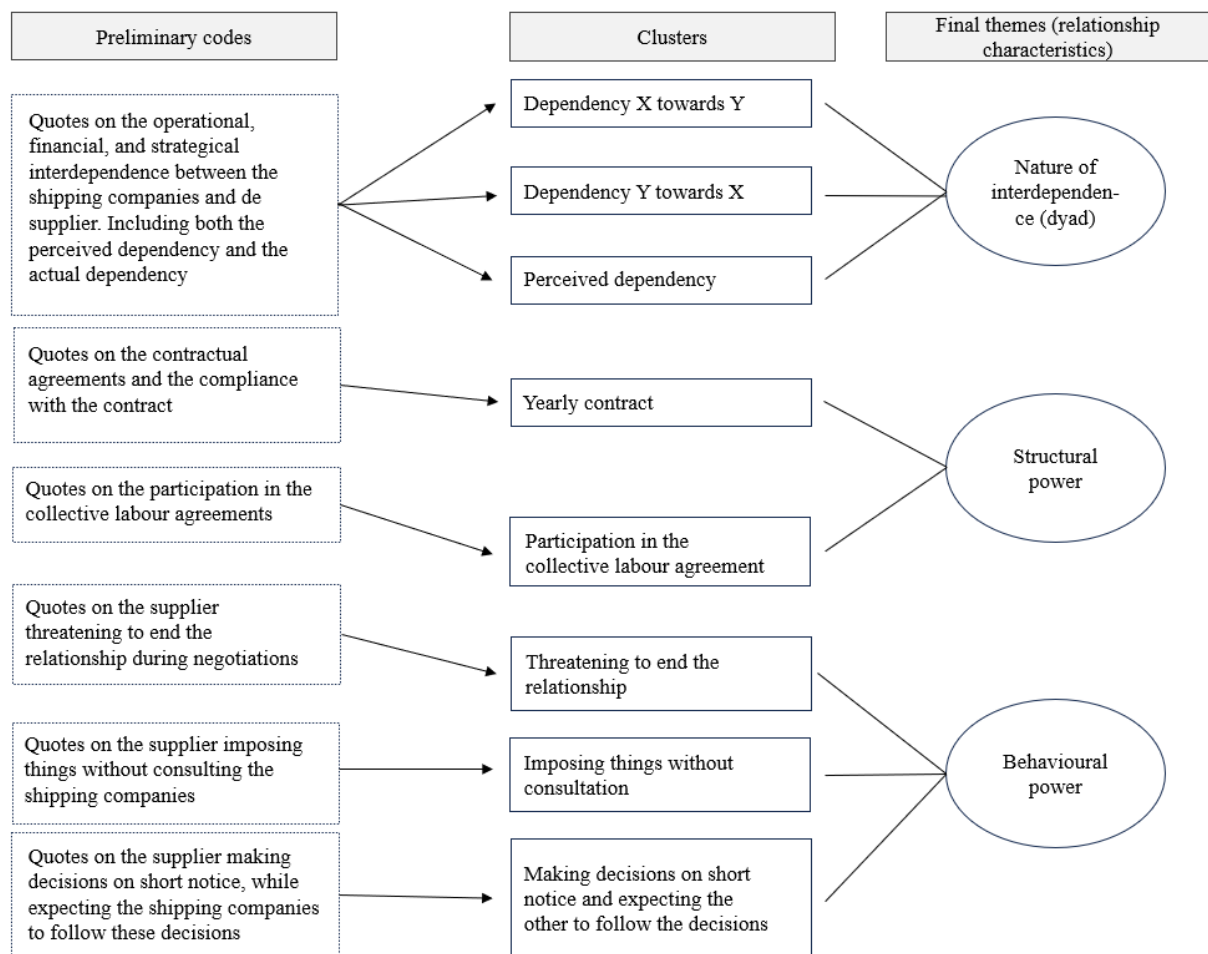 Preliminary codes
Clusters
Final themes (relationship
characteristics)
Quotes on the operational,
financial, and strategical
interdependence between the
shipping companies and de
supplier. Including both the
perceived dependency and the
actual dependency
Dependency X towards Y
Dependency Y towards X
Perceived dependency
Nature of
interdependen-
ce (dyad)
Quotes on the contractual
agreements and the compliance
with the contract
Yearly contract
Quotes on the participation in the
collective labour agreements
Participation in the
collective labour agreement
Structural
power
Quotes on the supplier
threatening to end the
relationship during negotiations
Threatening to end the
relationship
Quotes on the supplier imposing
things without consulting the
shipping companies
Imposing things without
consultation
Quotes on the supplier making
decisions on short notice, while
expecting the shipping companies
to follow these decisions
Making decisions on short
notice and expecting the
other to follow the decisions
Behavioural
power